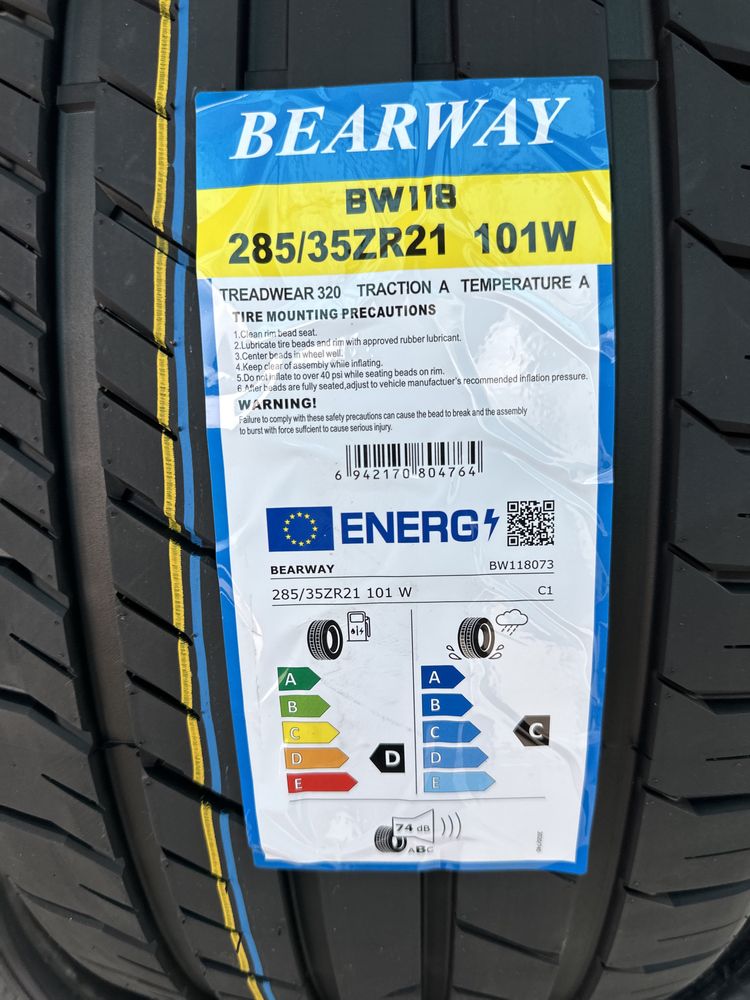 BEARWAY
BW118
285/35ZR21 101W
TREADWEAR 320 TRACTION A TEMPERATURE A
TIRE MOUNTING PRECAUTIONS
1.Clean rim bead seat.
2.Lubricate tire beads and rim with approved rubber lubricant.
3.Center beads in wheel well.
4.Keep clear of assembly while inflating.
5.Do not inflate to over 40 psi while seating beads on rim.
6.After beads are fully seated,adjust to vehicle manufactuer's recommended inflation pressure.
WARNING!
Failure to comply with these safety precautions can cause the bead to break and the assembly
to burst with force suffcient to cause serious injury.
6 942170 804764
ENERG
BEARWAY BW118073
285/35ZR21 101 W C1
A A
B B
C C C
D D D
E E
74 dB
ABC